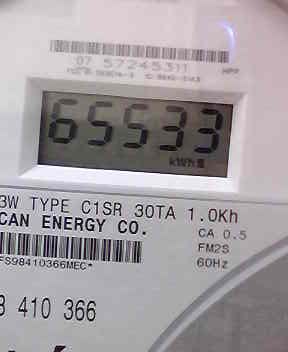 07 57245311
65533
kWh
3W TYPE C1SR 30TA 1.0Kh
CAN ENERGY CO.
CA 0.5
FM2S
60Hz
FS98410366MEC*
8 410 366